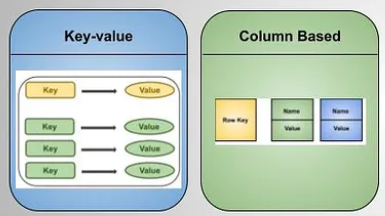 Key-value
Key Value
Key Value
Key Value
Key Value
Column Based
Row Key
Name Name
Value Value